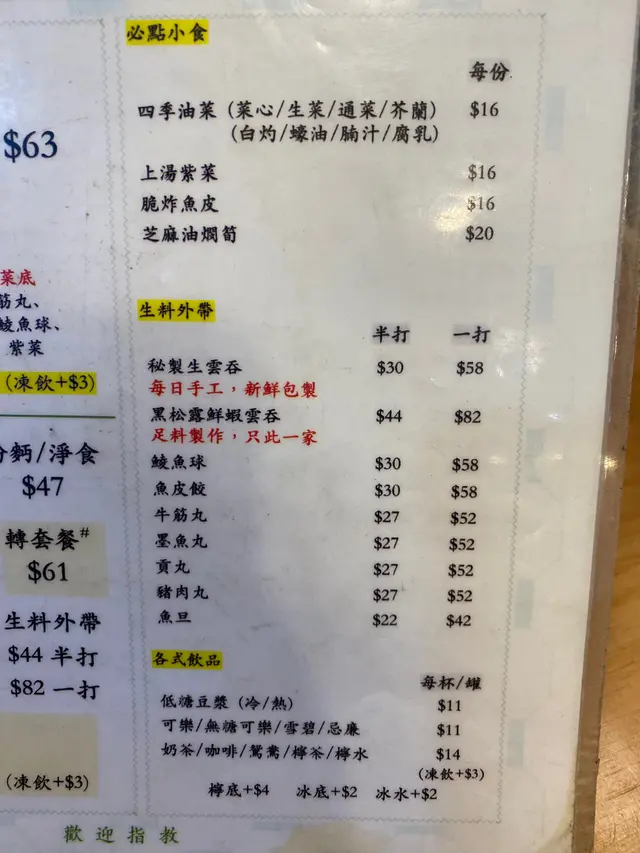 $63
菜底
筋丸、
鯪魚球、
紫菜
(凍飲+$3)
麪/淨食
$47
轉套餐#
$61
生料外帶
$44 半打
$82 一打
(凍飲+$3)
必點小食
每份
四季油菜 (菜心/生菜/通菜/芥蘭) $16
(白灼/蠔油/腩汁/腐乳)
上湯紫菜 $16
脆炸魚皮 $16
芝麻油燜筍 $20
生料外帶
半打 一打
秘製生雲吞 $30 $58
每日手工，新鮮包製
黑松露鮮蝦雲吞 $44 $82
足料製作，只此一家
鯪魚球 $30 $58
魚皮餃 $30 $58
牛筋丸 $27 $52
墨魚丸 $27 $52
貢丸 $27 $52
豬肉丸 $27 $52
魚旦 $22 $42
各式飲品
每杯/罐
低糖豆漿 (冷/熱) $11
可樂/無糖可樂/雪碧/忌廉 $11
奶茶/咖啡/鴛鴦/檸茶/檸水 $14
(凍飲+$3)
檸底+$4 冰底+$2 冰水+$2
歡迎指教